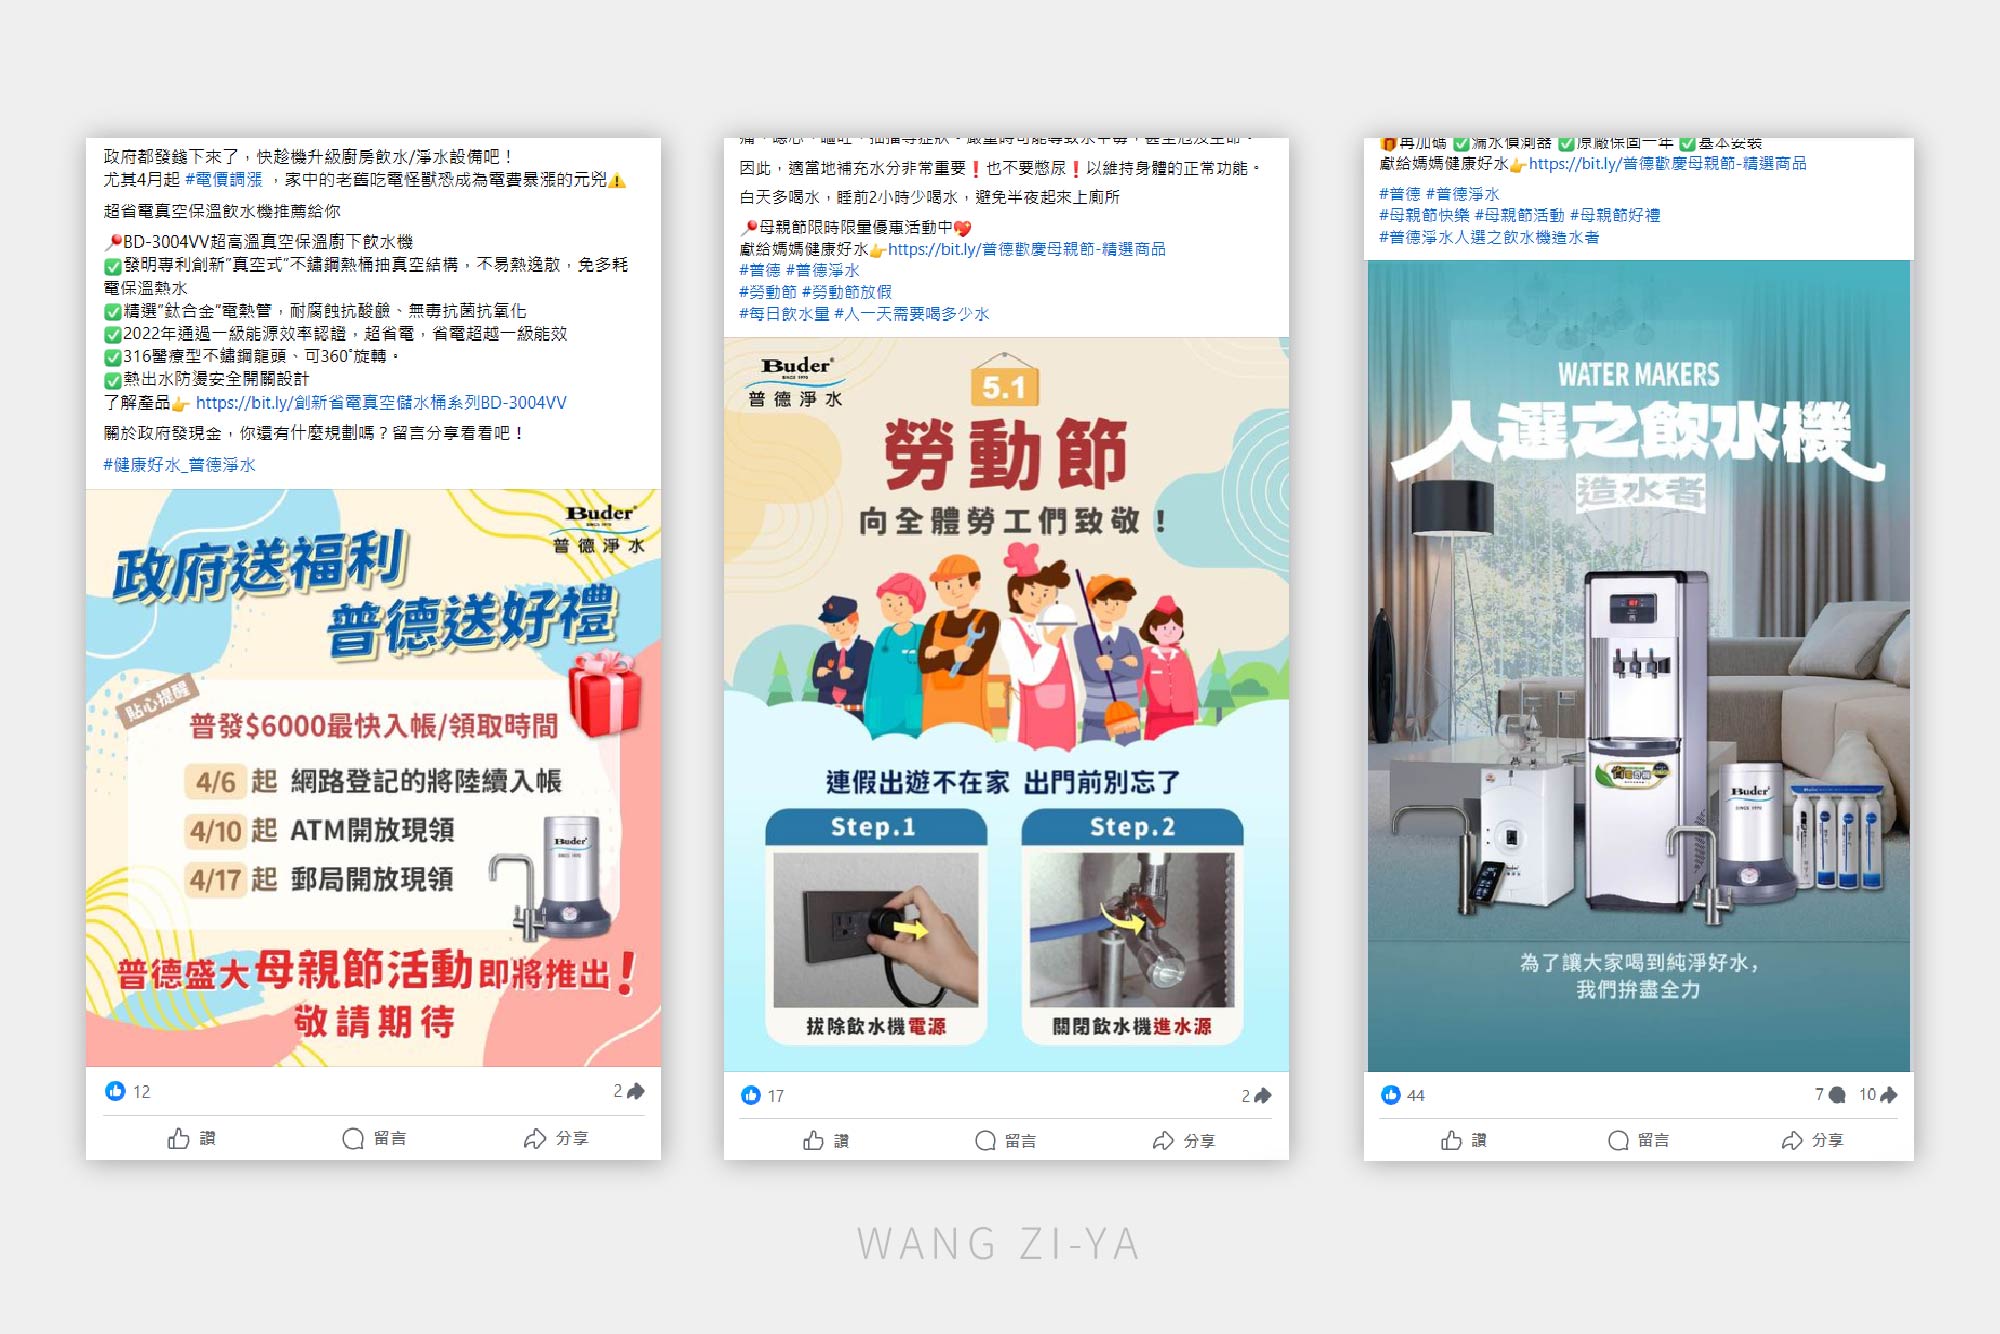 政府都發錢下來了，快趁機升級廚房飲水/淨水設備吧！
尤其4月起 #電價調漲 ，家中的老舊吃電怪獸恐成為電費暴漲的元兇⚠️
超省電真空保溫飲水機推薦給你
📍BD-3004VV超高溫真空保溫廚下飲水機
✅發明專利創新"真空式"不鏽鋼熱桶抽真空結構，不易熱逸散，免多耗
電保溫熱水
✅精選"鈦合金"電熱管，耐腐蝕抗酸鹼、無毒抗菌抗氧化
✅2022年通過一級能源效率認證，超省電，省電超越一級能效
✅316醫療型不鏽鋼龍頭、可360°旋轉。
✅熱出水防燙安全開關設計
了解產品👉 https://bit.ly/創新省電真空儲水桶系列BD-3004VV
關於政府發現金，你還有什麼規劃嗎？留言分享看看吧！
#健康好水_普德淨水
Buder
SINCE 1970
普德淨水
政府送福利
普德送好禮
貼心提醒
普發$6000最快入帳/領取時間
4/6 起 網路登記的將陸續入帳
4/10 起 ATM開放現領
4/17 起 郵局開放現領
Buder
SINCE 1970
普德盛大母親節活動即將推出！
敬請期待
12
2
讚 留言 分享
因此，適當地補充水分非常重要❗也不要憋尿❗以維持身體的正常功能。
白天多喝水，睡前2小時少喝水，避免半夜起來上廁所
📍母親節限時限量優惠活動中💖
獻給媽媽健康好水👉https://bit.ly/普德歡慶母親節-精選商品
#普德 #普德淨水
#勞動節 #勞動節放假
#每日飲水量 #人一天需要喝多少水
Buder
SINCE 1970
普德淨水
5.1
勞動節
向全體勞工們致敬！
連假出遊不在家 出門前別忘了
Step.1
拔除飲水機電源
Step.2
關閉飲水機進水源
17
2
讚 留言 分享
🎁再加碼 ✅漏水偵測器 ✅原廠保固一年 ✅基本安裝
獻給媽媽健康好水👉https://bit.ly/普德歡慶母親節-精選商品
#普德 #普德淨水
#母親節快樂 #母親節活動 #母親節好禮
#普德淨水人選之飲水機造水者
WATER MAKERS
人選之飲水機
造水者
Buder
SINCE 1970
為了讓大家喝到純淨好水，
我們拚盡全力
44
7 10
讚 留言 分享
WANG ZI-YA